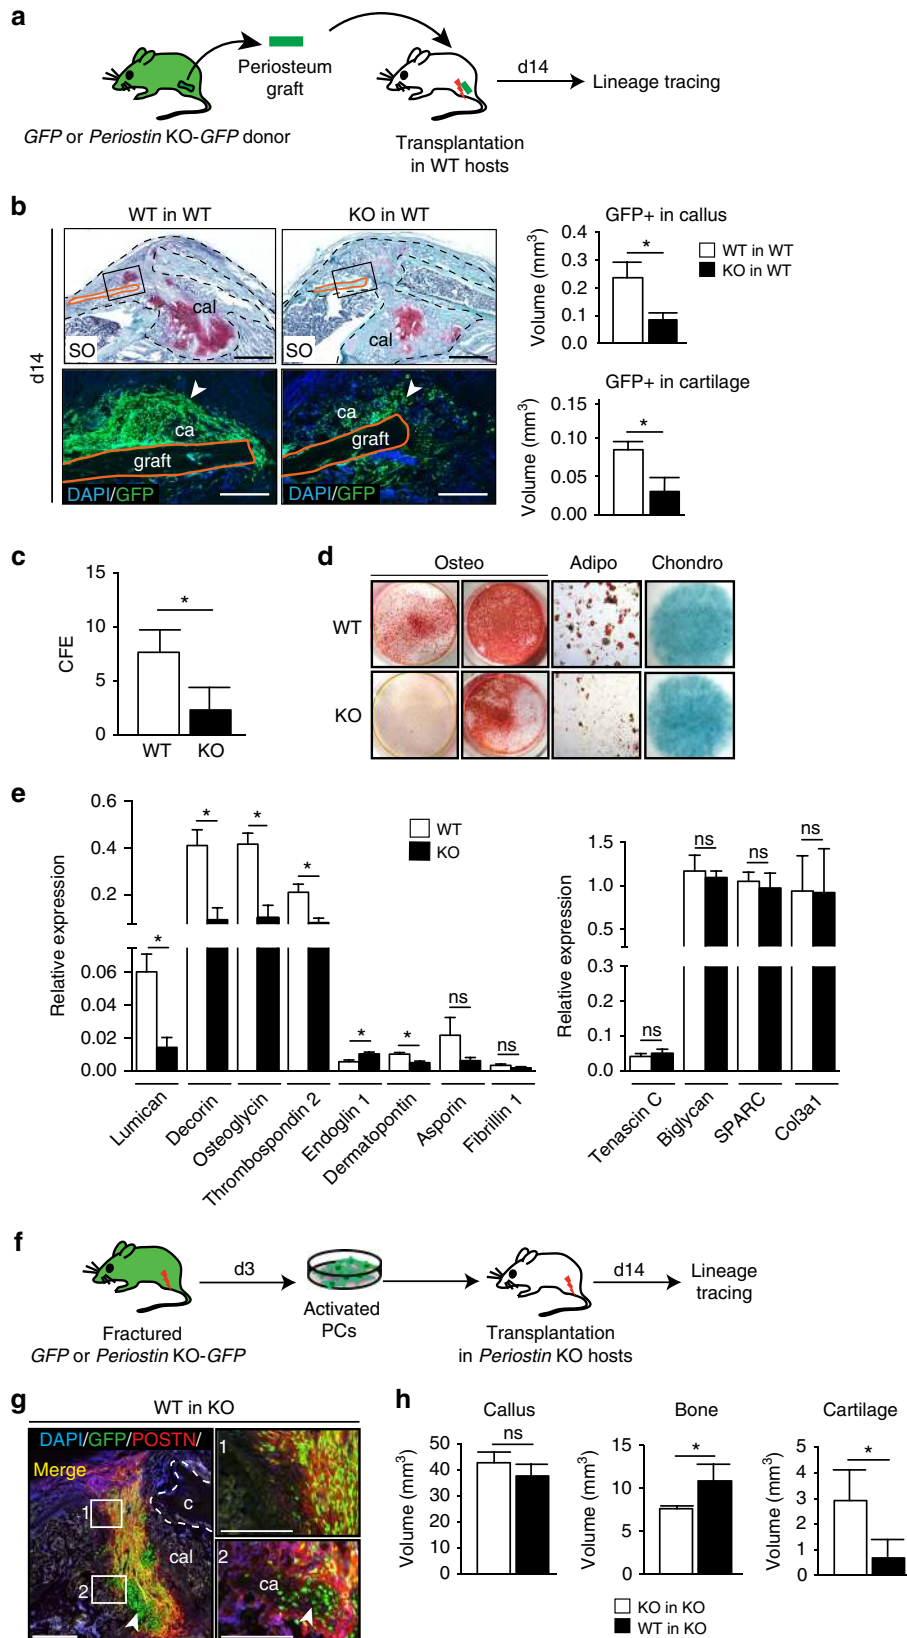 a
Periosteum
graft
d14
Lineage tracing
GFP or Periostin KO-GFP donor
Transplantation
in WT hosts
b
WT in WT
KO in WT
d14
cal
SO
cal
SO
ca
graft
DAPI/GFP
ca
graft
DAPI/GFP
GFP+ in callus
Volume (mm³)
0.4
0.3
0.2
0.1
0.0
*
WT in WT
KO in WT
GFP+ in cartilage
Volume (mm³)
0.15
0.10
0.05
0.00
*
c
CFE
15
10
5
0
*
WT
KO
d
Osteo
Adipo
Chondro
WT
KO
e
Relative expression
0.6
0.4
0.2
0.06
0.04
0.02
0.00
*
*
*
*
*
*
ns
ns
WT
KO
Lumican
Decorin
Osteoglycin
Thrombospondin 2
Endoglin 1
Dermatopontin
Asporin
Fibrillin 1
Relative expression
1.5
1.0
0.5
0.3
0.2
0.1
0.0
ns
ns
ns
ns
Tenascin C
Biglycan
SPARC
Col3a1
f
d3
d14
Lineage
tracing
Activated
PCs
Fractured
GFP or Periostin KO-GFP
Transplantation
in Periostin KO hosts
g
WT in KO
DAPI/GFP/POSTN/
Merge
1
c
cal
2
1
2
ca
h
Callus
Volume (mm³)
50
40
30
20
10
0
ns
Bone
Volume (mm³)
15
10
5
0
*
Cartilage
Volume (mm³)
5
4
3
2
1
0
*
KO in KO
WT in KO